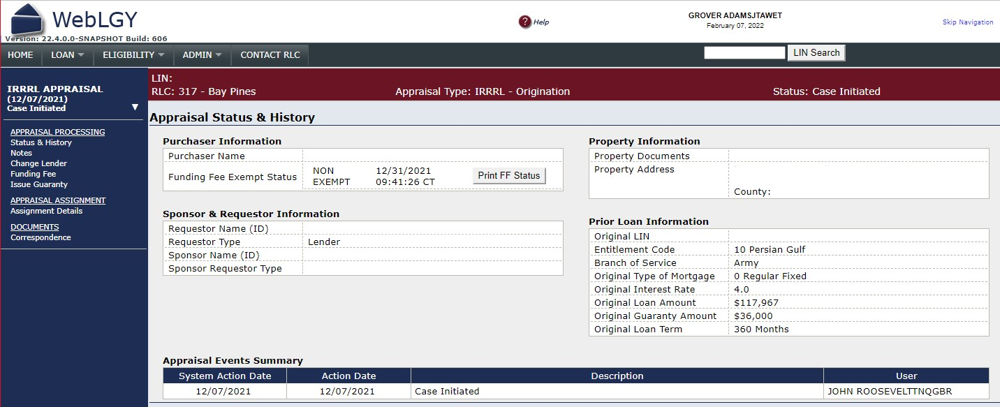 WebLGY
Version: 22.4.0.0-SNAPSHOT Build: 606
? Help
GROVER ADAMSJTAWET
February 07, 2022
Skip Navigation
HOME LOAN ELIGIBILITY ADMIN CONTACT RLC LIN Search
IRRRL APPRAISAL
(12/07/2021)
Case Initiated
APPRAISAL PROCESSING
Status & History
Notes
Change Lender
Funding Fee
Issue Guaranty
APPRAISAL ASSIGNMENT
Assignment Details
DOCUMENTS
Correspondence
LIN:
RLC: 317 - Bay Pines Appraisal Type: IRRRL - Origination Status: Case Initiated
Appraisal Status & History
Purchaser Information
Purchaser Name
Funding Fee Exempt Status NON EXEMPT 12/31/2021 09:41:26 CT Print FF Status
Sponsor & Requestor Information
Requestor Name (ID)
Requestor Type Lender
Sponsor Name (ID)
Sponsor Requestor Type
Property Information
Property Documents
Property Address
County:
Prior Loan Information
Original LIN
Entitlement Code 10 Persian Gulf
Branch of Service Army
Original Type of Mortgage 0 Regular Fixed
Original Interest Rate 4.0
Original Loan Amount $117,967
Original Guaranty Amount $36,000
Original Loan Term 360 Months
Appraisal Events Summary
System Action Date Action Date Description User
12/07/2021 12/07/2021 Case Initiated JOHN ROOSEVELTTNQGBR